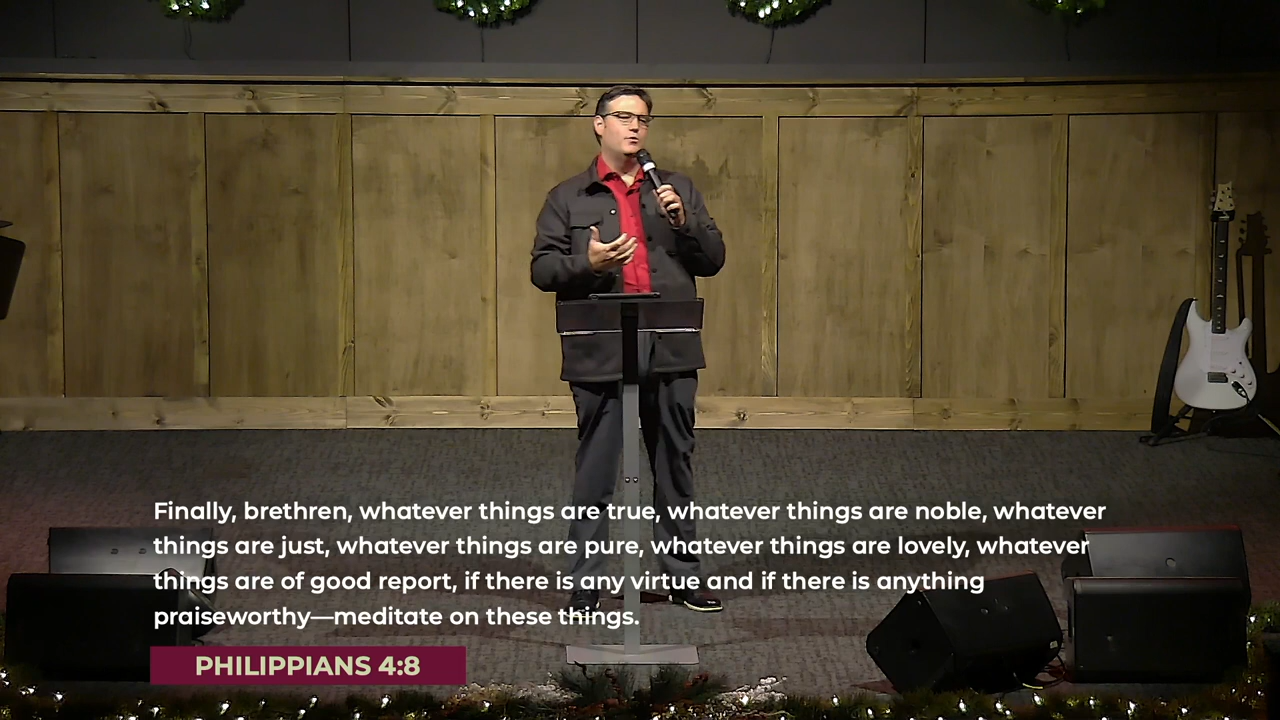 Finally, brethren, whatever things are true, whatever things are noble, whatever
things are just, whatever things are pure, whatever things are lovely, whatever
things are of good report, if there is any virtue and if there is anything
praiseworthy—meditate on these things.
PHILIPPIANS 4:8